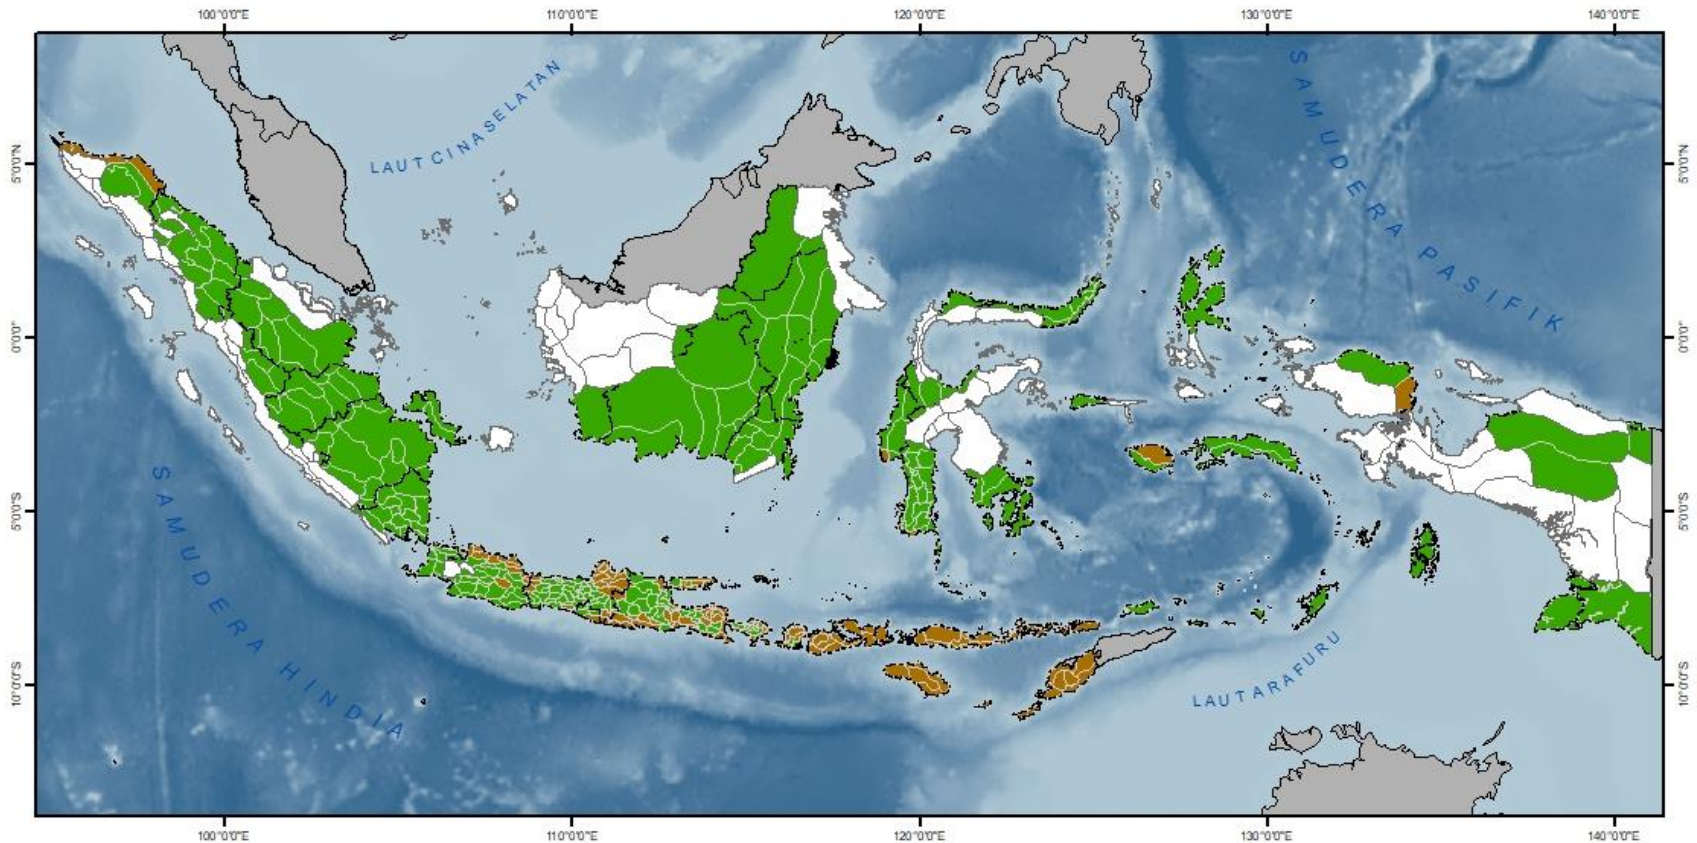 100°0'0"E 110°0'0"E 120°0'0"E 130°0'0"E 140°0'0"E
LAUT CINA SELATAN
SAMUDERA PASIFIK
5°0'0"N 5°0'0"N
0°0'0" 0°0'0"
5°0'0"S 5°0'0"S
SAMUDERA HINDIA
LAUT ARAFURU
10°0'0"S 10°0'0"S
100°0'0"E 110°0'0"E 120°0'0"E 130°0'0"E 140°0'0"E